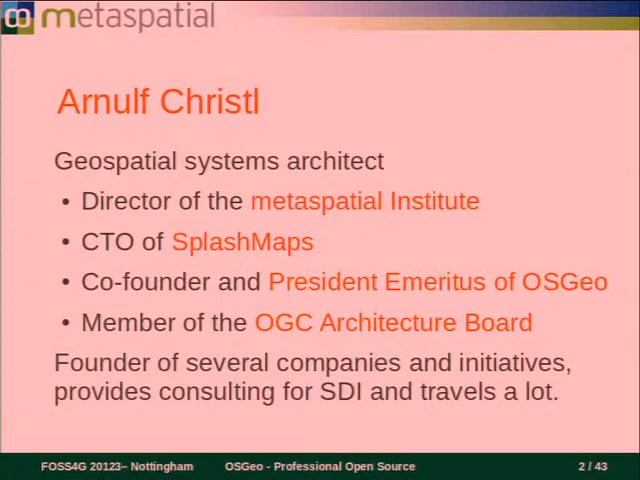 metaspatial
Arnulf Christl
Geospatial systems architect
• Director of the metaspatial Institute
• CTO of SplashMaps
• Co-founder and President Emeritus of OSGeo
• Member of the OGC Architecture Board
Founder of several companies and initiatives,
provides consulting for SDI and travels a lot.
FOSS4G 20123– Nottingham OSGeo - Professional Open Source 2 / 43